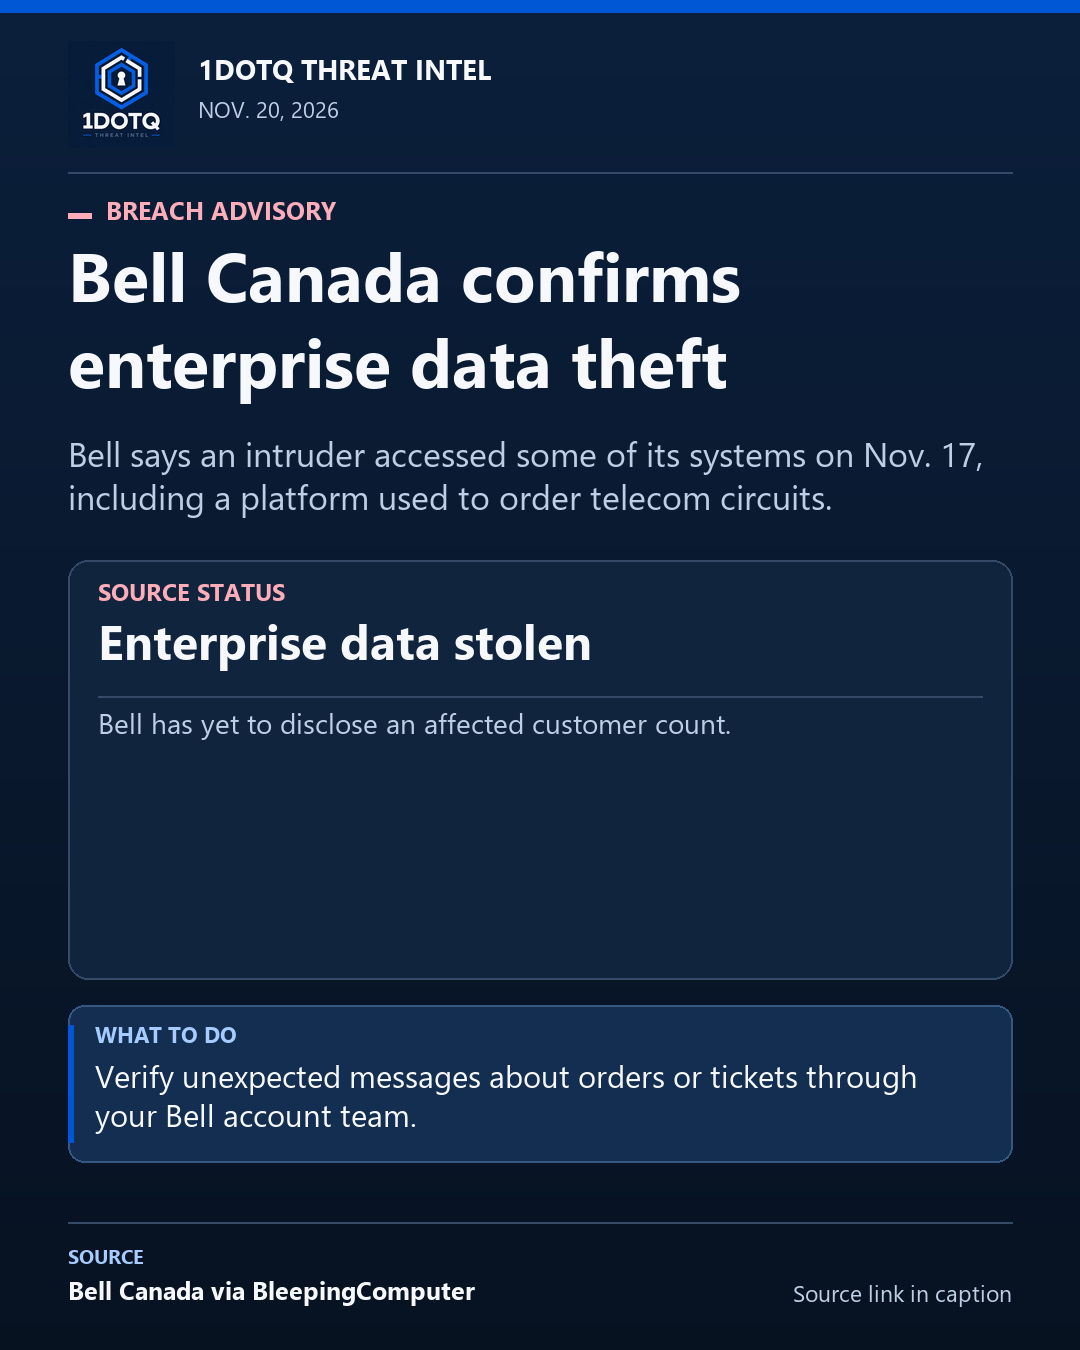 1DOTQ
THREAT INTEL
1DOTQ THREAT INTEL
NOV. 20, 2026
BREACH ADVISORY
Bell Canada confirms
enterprise data theft
Bell says an intruder accessed some of its systems on Nov. 17,
including a platform used to order telecom circuits.
SOURCE STATUS
Enterprise data stolen
Bell has yet to disclose an affected customer count.
WHAT TO DO
Verify unexpected messages about orders or tickets through
your Bell account team.
SOURCE
Bell Canada via BleepingComputer
Source link in caption